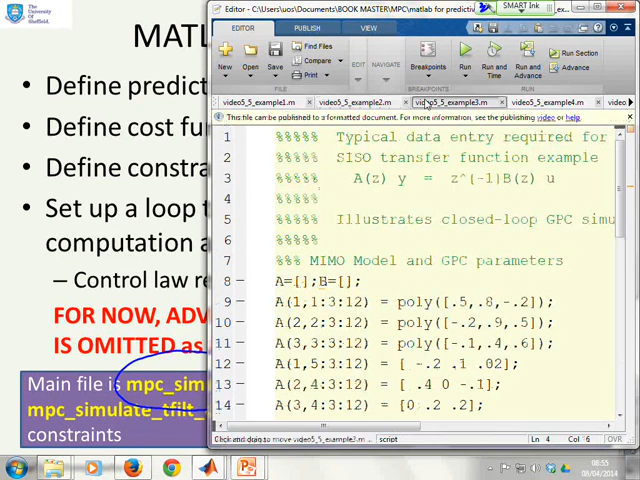 The
University
Of
Sheffield.
MAT
• Define predict
• Define cost fu
• Define constra
• Set up a loop t
computation a
– Control law re
FOR NOW, ADV
IS OMITTED as
Main file is mpc_sim
mpc_simulate_tfilt_
constraints
Editor - C:\Users\uos\Documents\BOOK MASTER\MPC\matlab for predictiv
SMART Ink
EDITOR
PUBLISH
VIEW
New
Open
Save
Find Files
Compare
Print
FILE
EDIT
NAVIGATE
Breakpoints
BREAKPOINTS
Run
Run and
Time
Run and
Advance
Run Section
Advance
RUN
video5_5_example1.m
video5_5_example2.m
video5_5_example3.m
video5_5_example4.m
This file can be published to a formatted document. For more information, see the publishing video or help.
1 %%%%% Typical data entry required for
2 %%%%% SISO transfer function example
3 %%%%% A(z) y = z^{-1}B(z) u
4 %%%%%
5 %%%%% Illustrates closed-loop GPC simu
6 %%%%%
7 %%% MIMO Model and GPC parameters
8 A=[];B=[];
9 A(1,1:3:12) = poly([.5,.8,-.2]);
10 A(2,2:3:12) = poly([-.2,.9,.5]);
11 A(3,3:3:12) = poly([-.1,.4,.6]);
12 A(1,5:3:12) = [ -.2 .1 .02];
13 A(2,4:3:12) = [ .4 0 -.1];
14 A(3,4:3:12) = [0 .2 .2];
Click and drag to move video5_5_example3.m
script
Ln 4 Col 6
OVR
08:55
08/04/2014